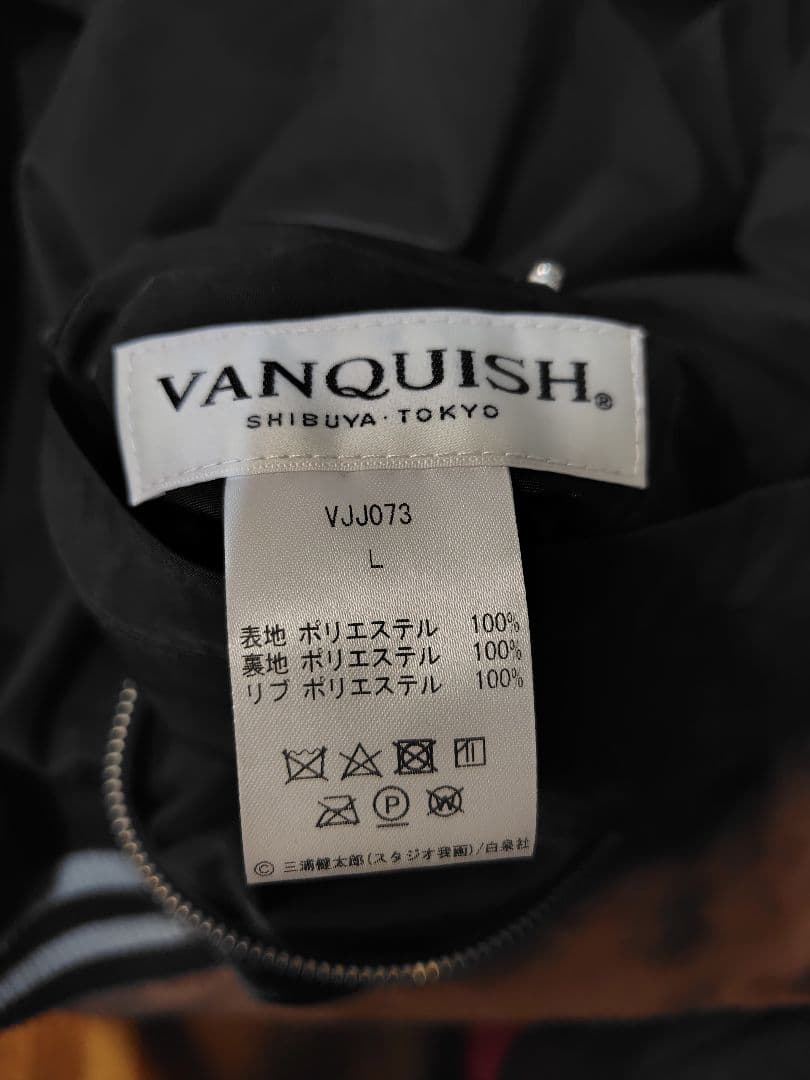 VANQUISH®
SHIBUYA・TOKYO
VJJ073
L
表地 ポリエステル 100%
裏地 ポリエステル 100%
リブ ポリエステル 100%
P
W
© 三浦健太郎(スタジオ我画)/白泉社